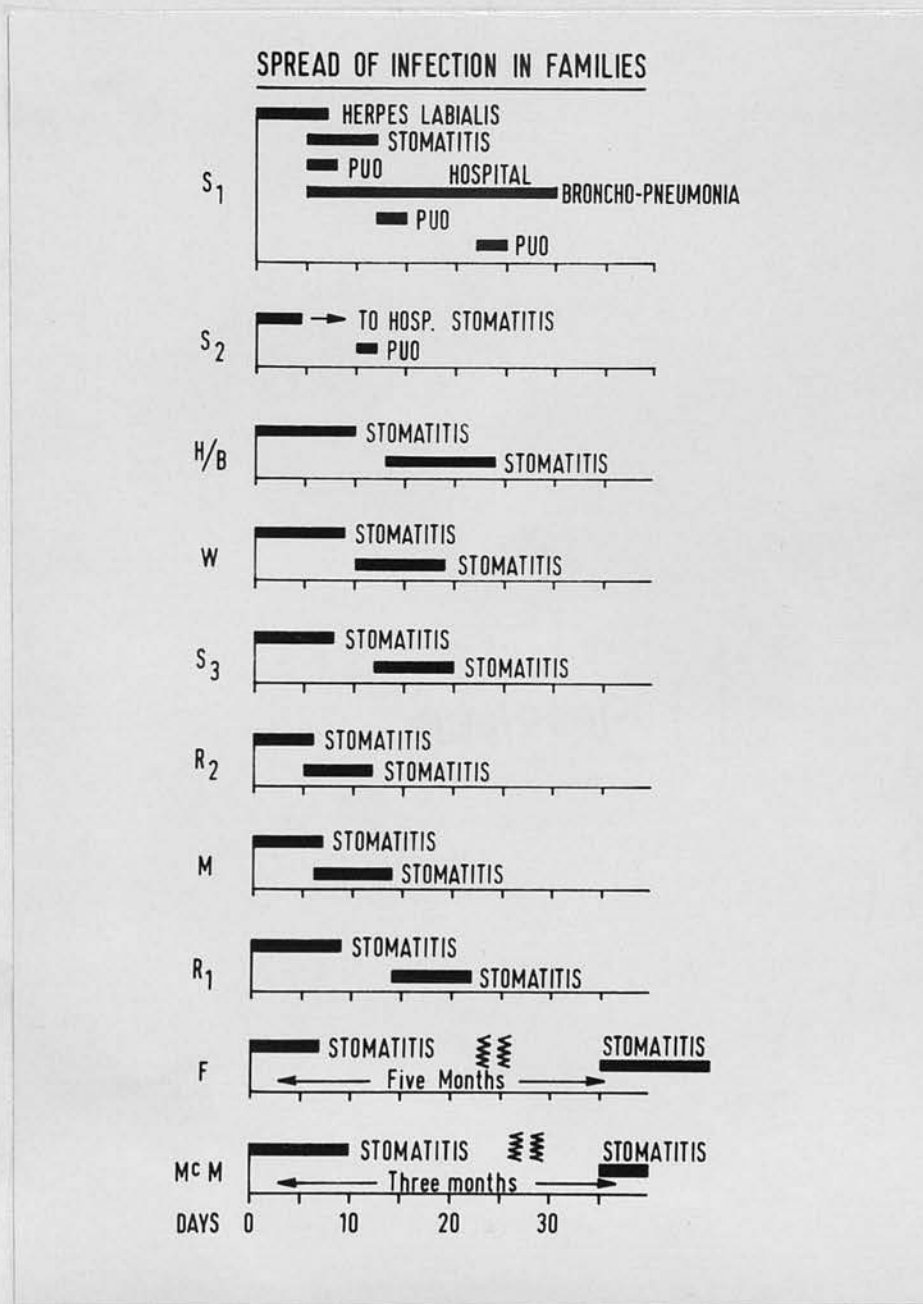 SPREAD OF INFECTION IN FAMILIES
HERPES LABIALIS
STOMATITIS
PUO
HOSPITAL
S1
BRONCHO-PNEUMONIA
PUO
PUO
TO HOSP. STOMATITIS
S2
PUO
STOMATITIS
H/B
STOMATITIS
STOMATITIS
W
STOMATITIS
STOMATITIS
S3
STOMATITIS
STOMATITIS
R2
STOMATITIS
STOMATITIS
M
STOMATITIS
STOMATITIS
R1
STOMATITIS
STOMATITIS STOMATITIS
F
Five Months
STOMATITIS STOMATITIS
Mc M
Three months
DAYS 0 10 20 30